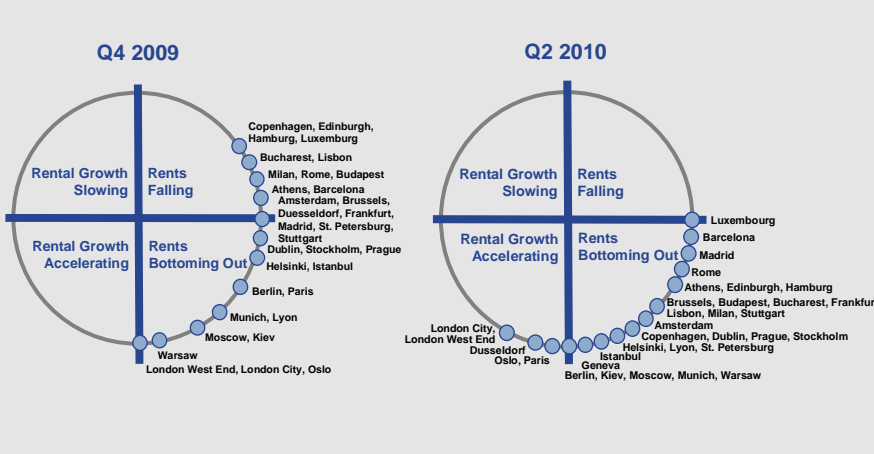 Q4 2009
Copenhagen, Edinburgh,
Hamburg, Luxemburg
Bucharest, Lisbon
Milan, Rome, Budapest
Athens, Barcelona
Amsterdam, Brussels,
Duesseldorf, Frankfurt,
Madrid, St. Petersburg,
Stuttgart
Dublin, Stockholm, Prague
Helsinki, Istanbul
Berlin, Paris
Munich, Lyon
Moscow, Kiev
Warsaw
London West End, London City, Oslo
Rental Growth
Slowing
Rents
Falling
Rental Growth
Accelerating
Rents
Bottoming Out
Q2 2010
Rental Growth
Slowing
Rents
Falling
Rental Growth
Accelerating
Rents
Bottoming Out
Luxembourg
Barcelona
Madrid
Rome
Athens, Edinburgh, Hamburg
Brussels, Budapest, Bucharest, Frankfur
Lisbon, Milan, Stuttgart
Amsterdam
Copenhagen, Dublin, Prague, Stockholm
Helsinki, Lyon, St. Petersburg
Istanbul
Geneva
Berlin, Kiev, Moscow, Munich, Warsaw
Oslo, Paris
Dusseldorf
London City,
London West End